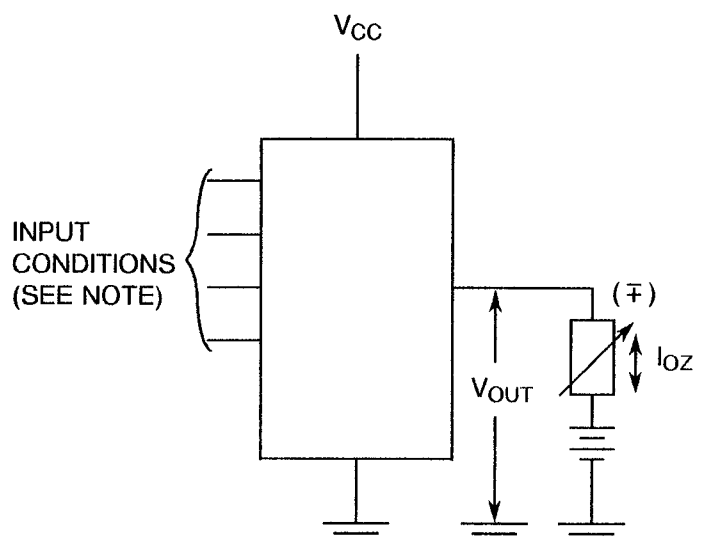 VCC
INPUT
CONDITIONS
(SEE NOTE)
(∓)
IOZ
VOUT